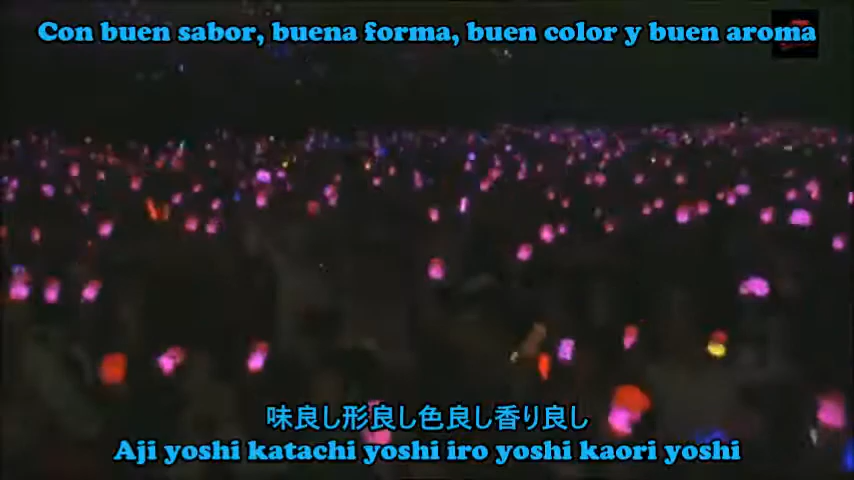 Con buen sabor, buena forma, buen color y buen aroma
味良し形良し色良し香り良し
Aji yoshi katachi yoshi iro yoshi kaori yoshi